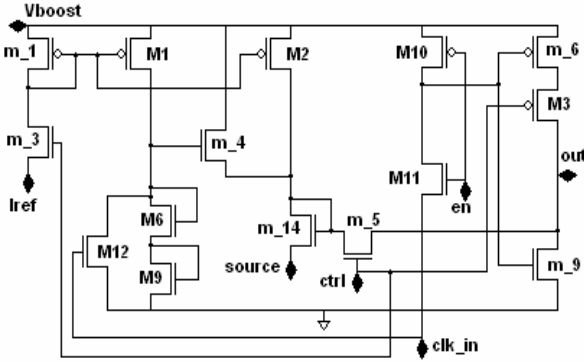 Vboost
m_1
M1
M2
M10
m_6
M3
m_3
m_4
out
M11
en
Iref
M6
m_14
m_5
M12
M9
source
ctrl
m_9
clk_in